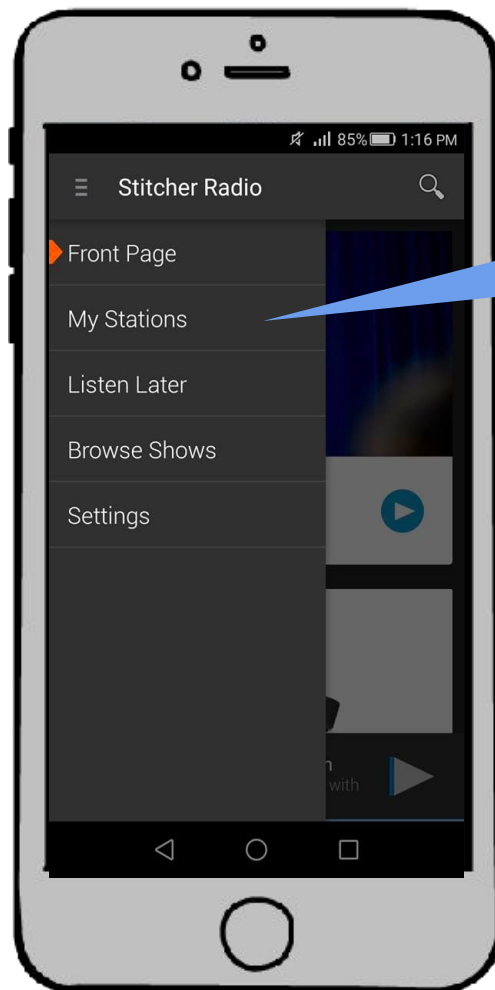 85% 1:16 PM
Stitcher Radio
Front Page
My Stations
Listen Later
Browse Shows
Settings
n
with